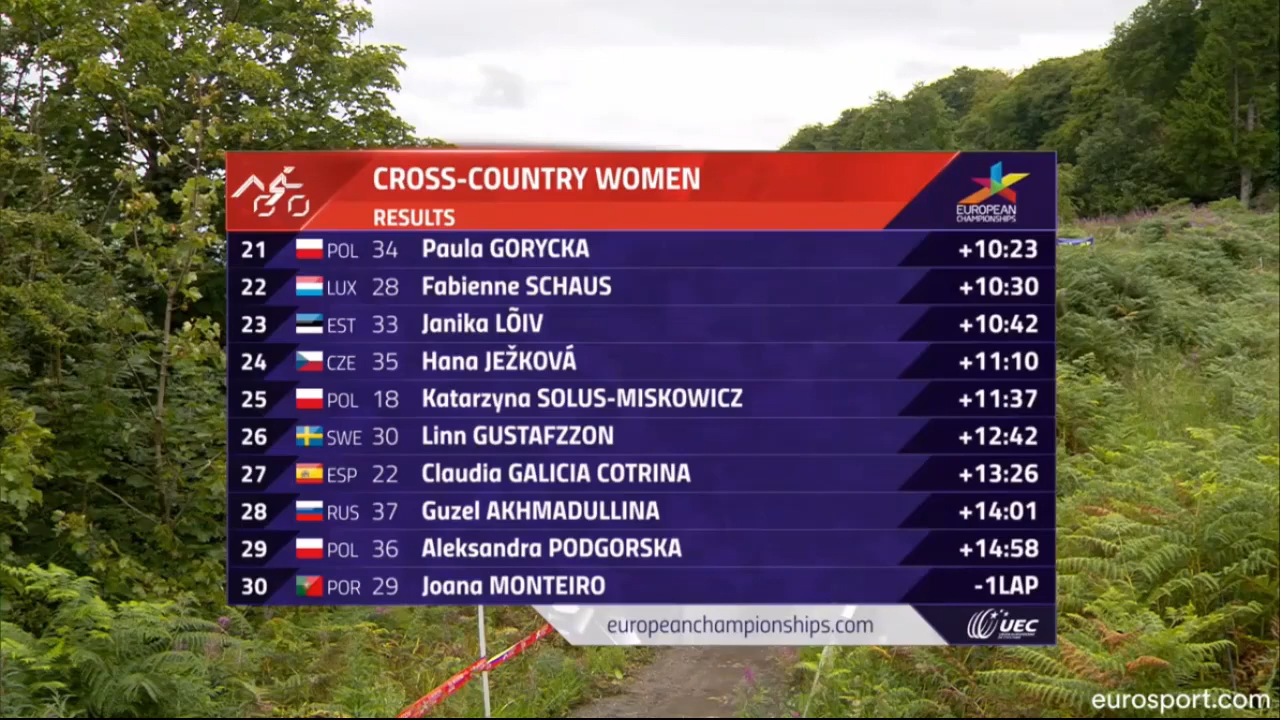 CROSS-COUNTRY WOMEN
RESULTS
EUROPEAN
CHAMPIONSHIPS
21 POL 34 Paula GORYCKA +10:23
22 LUX 28 Fabienne SCHAUS +10:30
23 EST 33 Janika LÕIV +10:42
24 CZE 35 Hana JEŽKOVÁ +11:10
25 POL 18 Katarzyna SOLUS-MISKOWICZ +11:37
26 SWE 30 Linn GUSTAFZZON +12:42
27 ESP 22 Claudia GALICIA COTRINA +13:26
28 RUS 37 Guzel AKHMADULLINA +14:01
29 POL 36 Aleksandra PODGORSKA +14:58
30 POR 29 Joana MONTEIRO -1LAP
europeanchampionships.com
UEC
eurosport.com